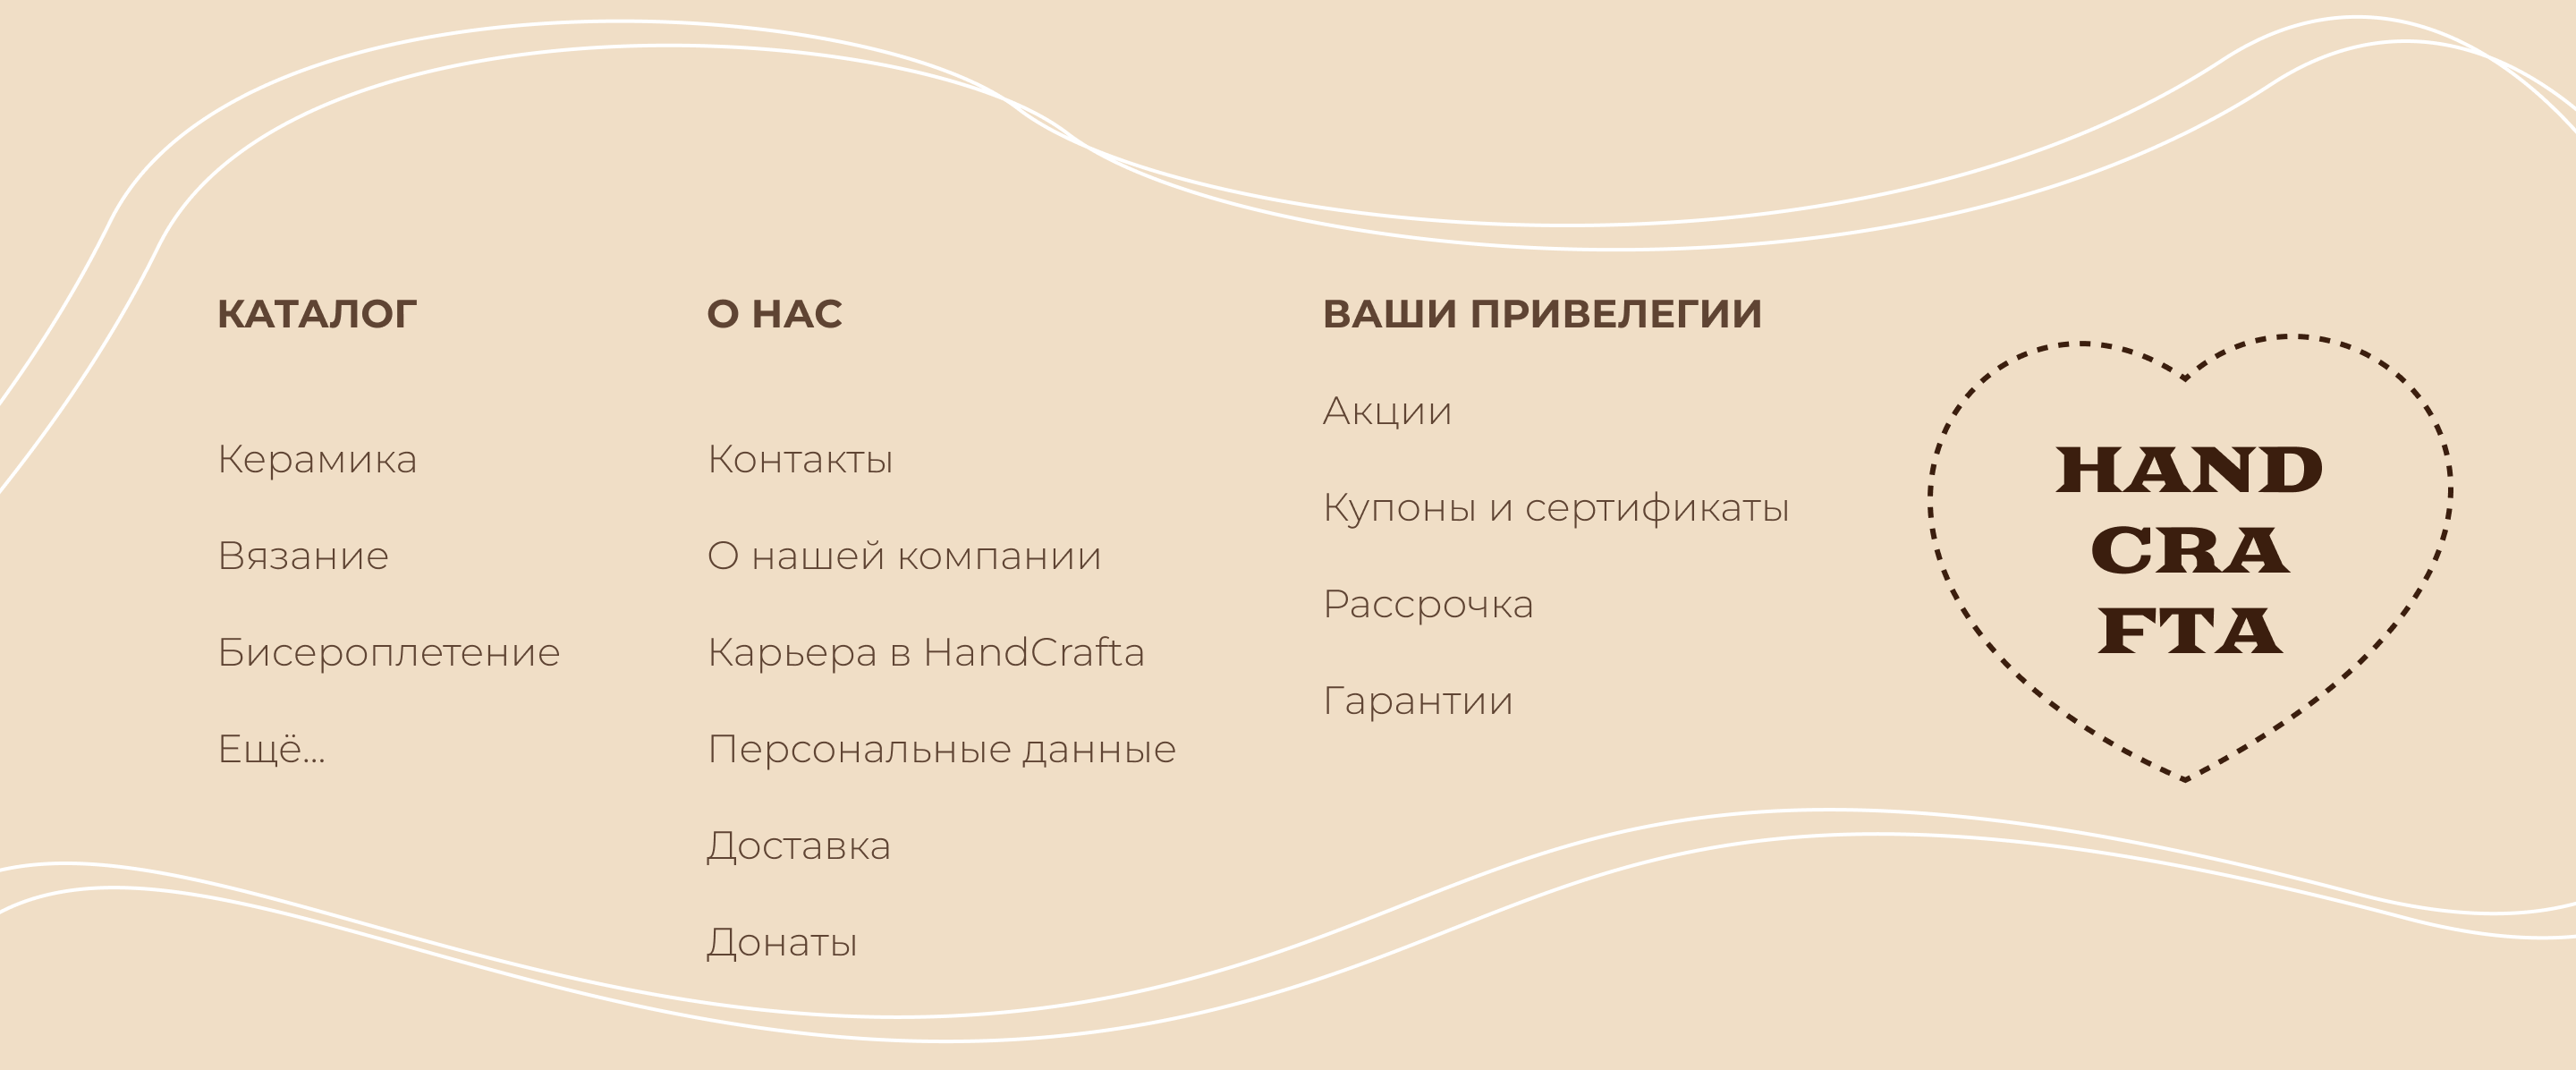 КАТАЛОГ
Керамика
Вязание
Бисероплетение
Ещё...
О НАС
Контакты
О нашей компании
Карьера в HandCrafta
Персональные данные
Доставка
Донаты
ВАШИ ПРИВЕЛЕГИИ
Акции
Купоны и сертификаты
Рассрочка
Гарантии
HAND
CRA
FTA